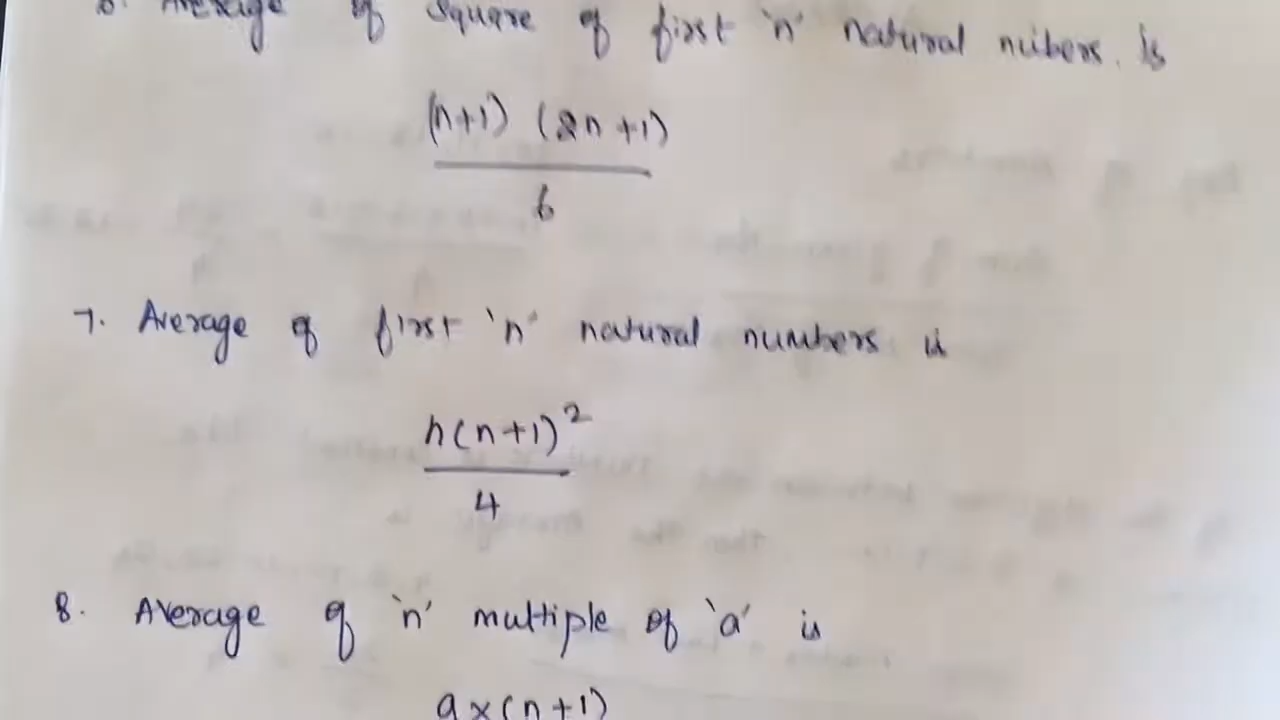 6. Average of square of first 'n' natural nubers. is
(n+1) (2n+1)
6
7. Average of first 'n' natural numbers is
n(n+1)²
4
8. Average of 'n' multiple of 'a' is
a×(n+1)